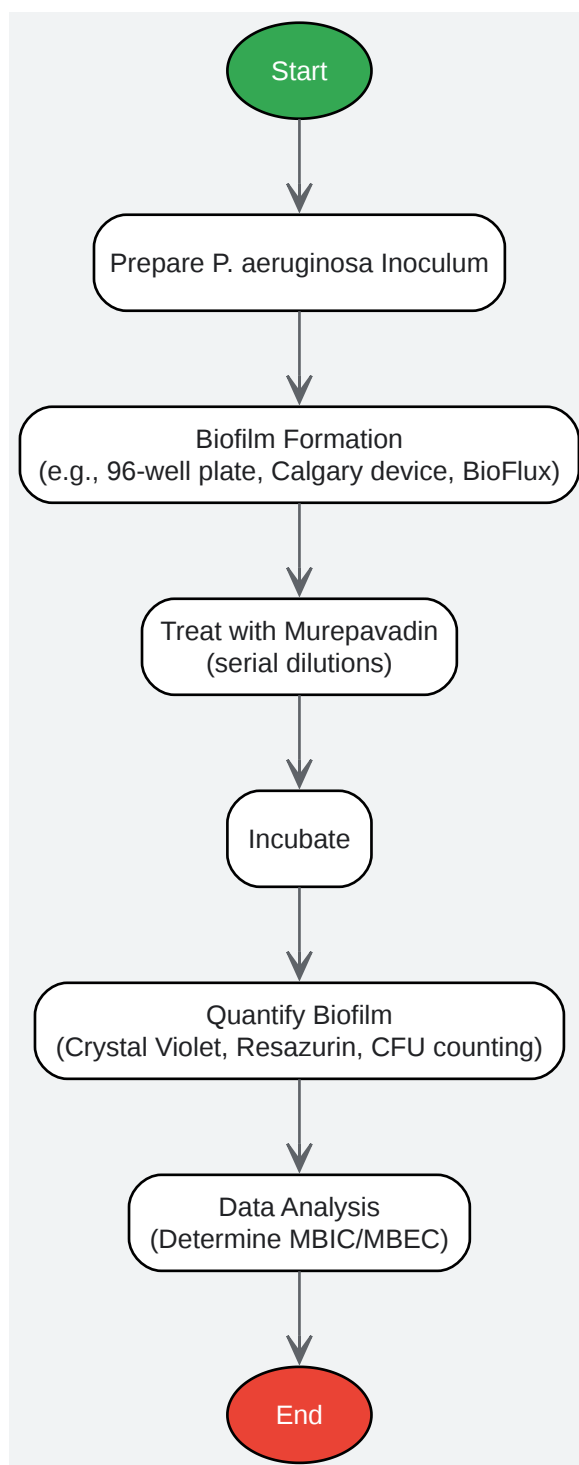 Start
Prepare P. aeruginosa Inoculum
Biofilm Formation
(e.g., 96-well plate, Calgary device, BioFlux)
Treat with Murepavadin
(serial dilutions)
Incubate
Quantify Biofilm
(Crystal Violet, Resazurin, CFU counting)
Data Analysis
(Determine MBIC/MBEC)
End